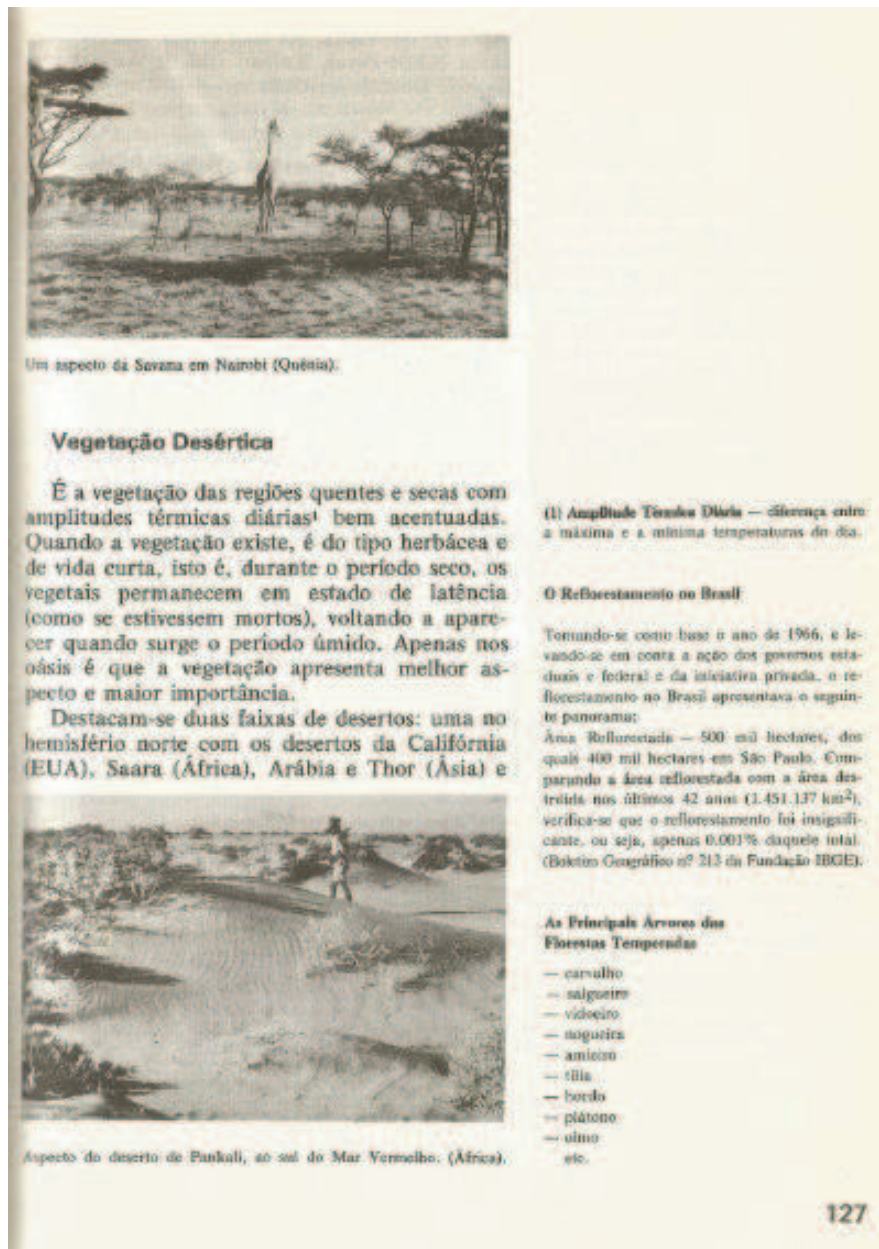 Um aspecto da Savana em Nairobi (Quênia).
Vegetação Desértica
É a vegetação das regiões quentes e secas com
amplitudes térmicas diárias¹ bem acentuadas.
Quando a vegetação existe, é do tipo herbácea e
de vida curta, isto é, durante o período seco, os
vegetais permanecem em estado de latência
(como se estivessem mortos), voltando a apare-
cer quando surge o período úmido. Apenas nos
oásis é que a vegetação apresenta melhor as-
pecto e maior importância.
Destacam-se duas faixas de desertos: uma no
hemisfério norte com os desertos da Califórnia
(EUA), Saara (África), Arábia e Thor (Ásia) e
Aspecto do deserto de Pankali, ao sul do Mar Vermelho. (África).
(1) Amplitude Térmica Diária — diferença entre
a máxima e a mínima temperaturas do dia.
O Reflorestamento no Brasil
Tomando-se como base o ano de 1966, e le-
vando-se em conta a ação dos governos esta-
duais e federal e da iniciativa privada, o re-
florestamento no Brasil apresentava o seguin-
te panorama:
Área Reflorestada — 500 mil hectares, dos
quais 400 mil hectares em São Paulo. Com-
parando a área reflorestada com a área des-
truída nos últimos 42 anos (1.451.137 km²),
verifica-se que o reflorestamento foi insignifi-
cante, ou seja, apenas 0,001% daquele total.
(Boletim Geográfico nº 213 da Fundação IBGE).
As Principais Árvores das
Florestas Temperadas
— carvalho
— salgueiro
— vidoeiro
— nogueira
— amieiro
— tília
— bordo
— plátono
— olmo
etc.
127